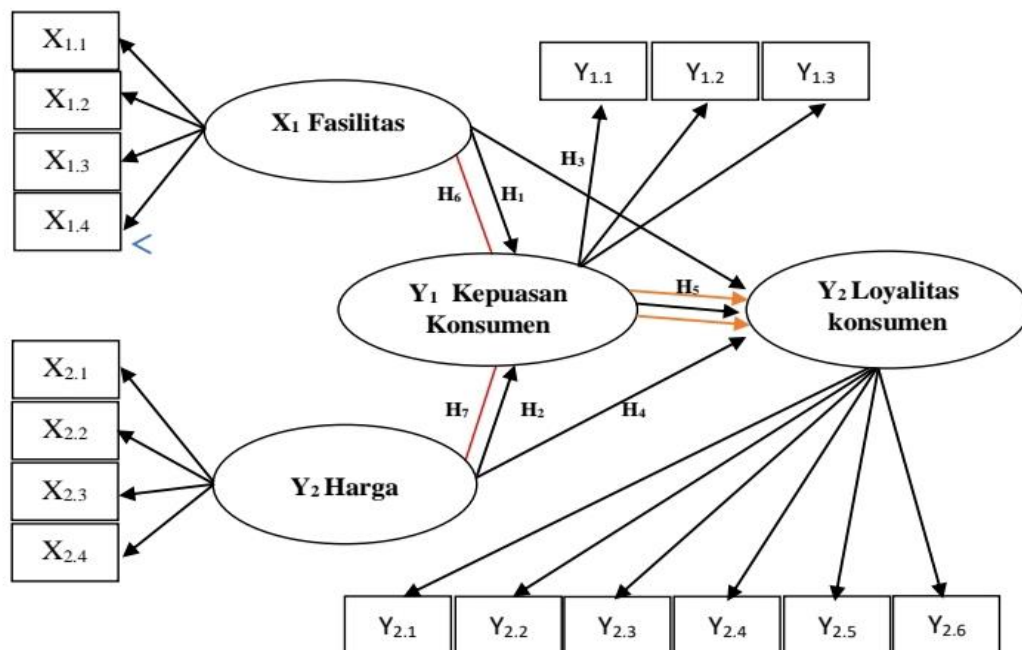 X1.1
X1.2
X1.3
X1.4
X1 Fasilitas
Y1.1
Y1.2
Y1.3
H3
H6
H1
Y1 Kepuasan
Konsumen
H5
Y2 Loyalitas
konsumen
X2.1
X2.2
X2.3
X2.4
H7
H2
H4
Y2 Harga
Y2.1
Y2.2
Y2.3
Y2.4
Y2.5
Y2.6